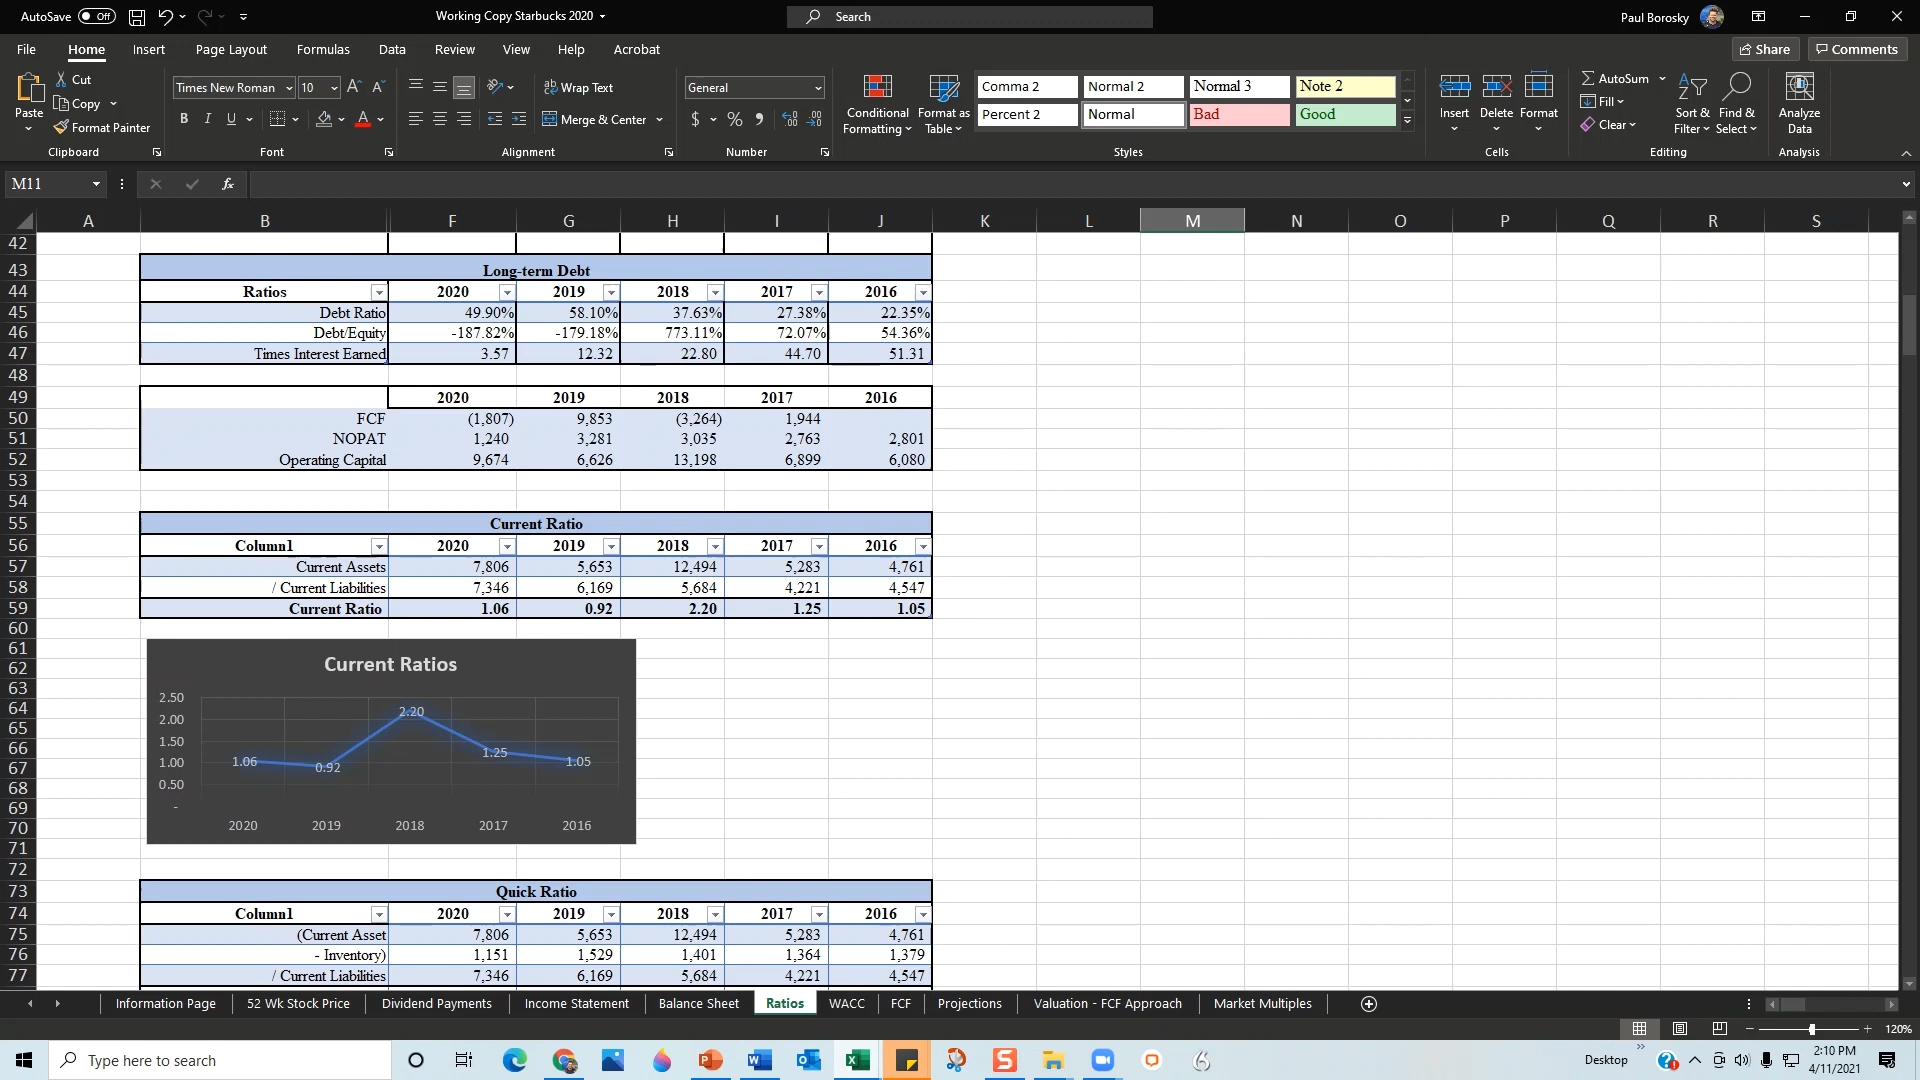 AutoSave Off Working Copy Starbucks 2020 Search Paul Borosky
File Home Insert Page Layout Formulas Data Review View Help Acrobat Share Comments
Paste Cut Copy Format Painter Clipboard
Times New Roman 10 B I U A Font
Wrap Text Merge & Center Alignment
General $ % 9 Number
Conditional Formatting Format as Table
Comma 2 Normal 2 Normal 3 Note 2
Percent 2 Normal Bad Good
Styles
Insert Delete Format Cells
AutoSum Fill Clear Sort & Filter Find & Select Editing
Analyze Data Analysis
M11 fx
A B F G H I J K L M N O P Q R S
42
43 Long-term Debt
44 Ratios 2020 2019 2018 2017 2016
45 Debt Ratio 49.90% 58.10% 37.63% 27.38% 22.35%
46 Debt/Equity -187.82% -179.18% 773.11% 72.07% 54.36%
47 Times Interest Earned 3.57 12.32 22.80 44.70 51.31
48
49 2020 2019 2018 2017 2016
50 FCF (1,807) 9,853 (3,264) 1,944
51 NOPAT 1,240 3,281 3,035 2,763 2,801
52 Operating Capital 9,674 6,626 13,198 6,899 6,080
53
54
55 Current Ratio
56 Column1 2020 2019 2018 2017 2016
57 Current Assets 7,806 5,653 12,494 5,283 4,761
58 / Current Liabilities 7,346 6,169 5,684 4,221 4,547
59 Current Ratio 1.06 0.92 2.20 1.25 1.05
60
61
62 Current Ratios
63
64 2.50 2.20
65 2.00
66 1.50 1.25
67 1.00 1.06 0.92 1.05
68 0.50
69 -
70 2020 2019 2018 2017 2016
71
72
73 Quick Ratio
74 Column1 2020 2019 2018 2017 2016
75 (Current Asset 7,806 5,653 12,494 5,283 4,761
76 - Inventory) 1,151 1,529 1,401 1,364 1,379
77 / Current Liabilities 7,346 6,169 5,684 4,221 4,547
Information Page 52 Wk Stock Price Dividend Payments Income Statement Balance Sheet Ratios WACC FCF Projections Valuation - FCF Approach Market Multiples
120%
Type here to search Desktop 2:10 PM
4/11/2021